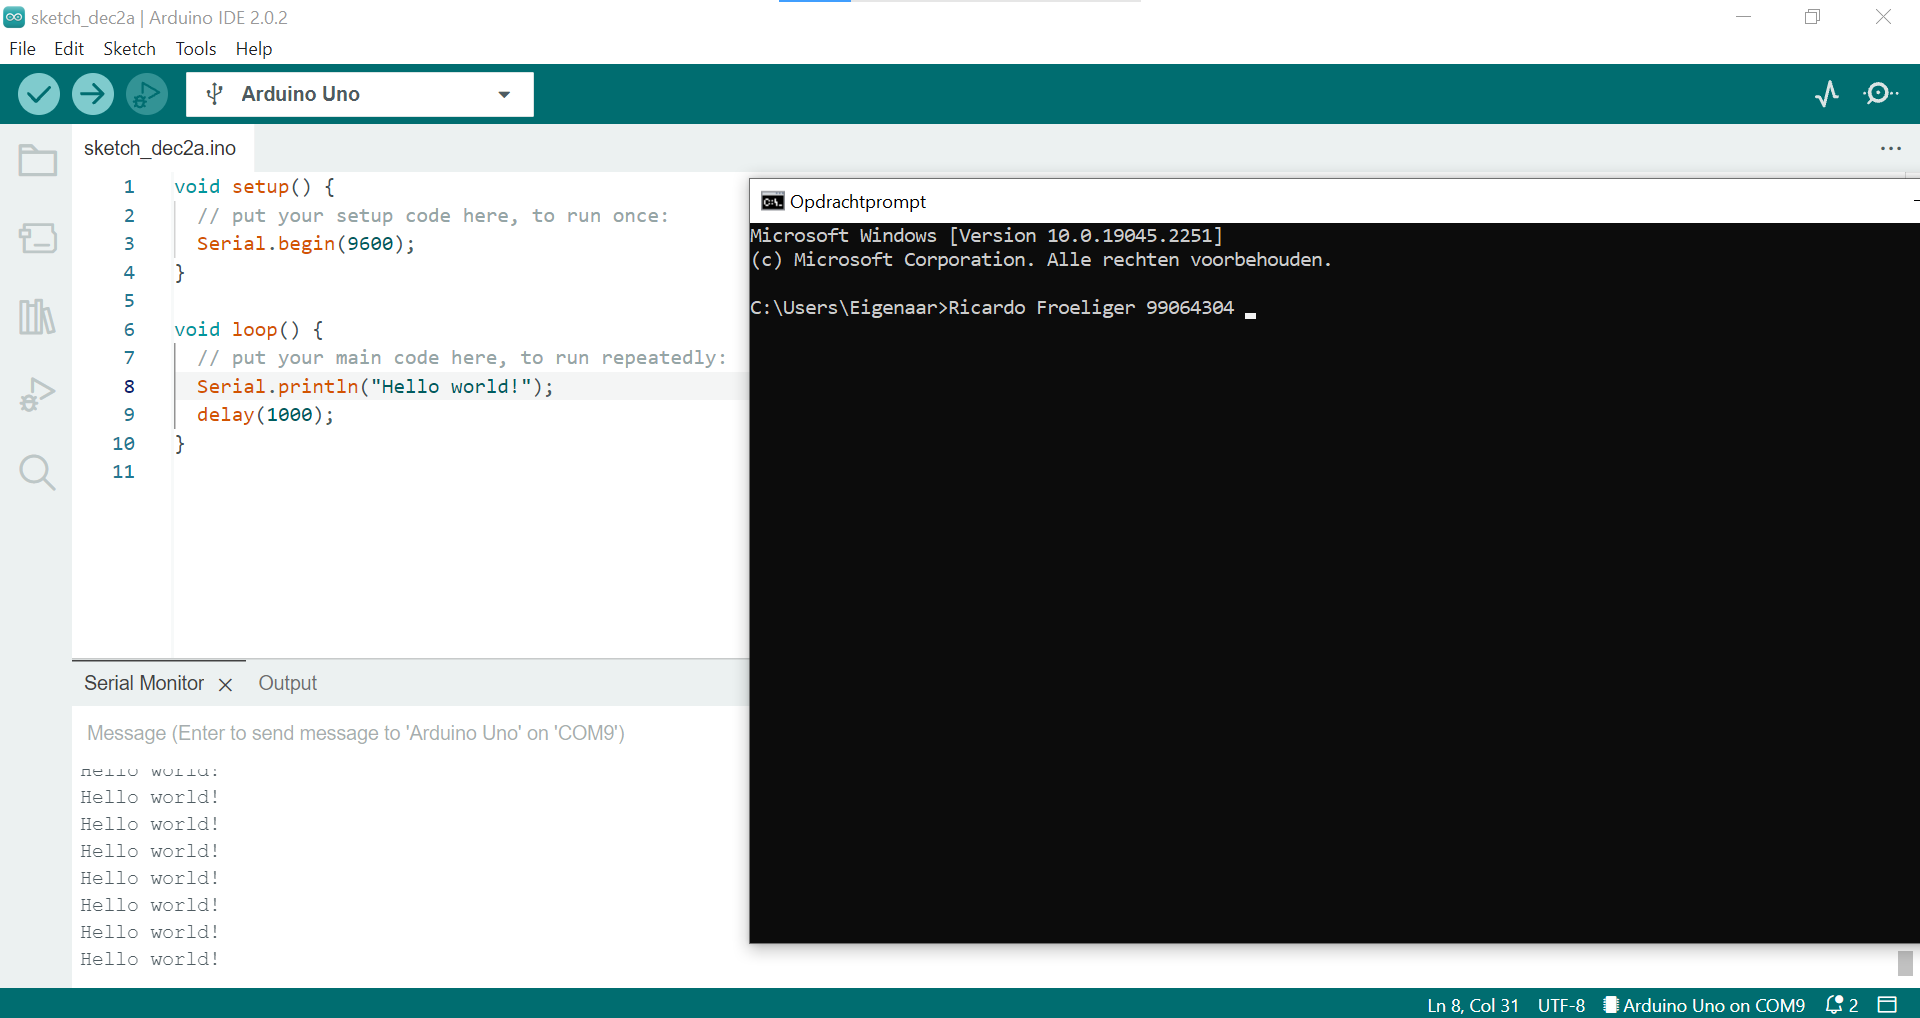 sketch_dec2a | Arduino IDE 2.0.2
File Edit Sketch Tools Help
Arduino Uno
sketch_dec2a.ino
1 void setup() {
2 // put your setup code here, to run once:
3 Serial.begin(9600);
4 }
5
6 void loop() {
7 // put your main code here, to run repeatedly:
8 Serial.println("Hello world!");
9 delay(1000);
10 }
11
Opdrachtprompt
Microsoft Windows [Version 10.0.19045.2251]
(c) Microsoft Corporation. Alle rechten voorbehouden.
C:\Users\Eigenaar>Ricardo Froeliger 99064304
Serial Monitor Output
Message (Enter to send message to 'Arduino Uno' on 'COM9')
Hello world!
Hello world!
Hello world!
Hello world!
Hello world!
Hello world!
Hello world!
Hello world!
Ln 8, Col 31 UTF-8 Arduino Uno on COM9 2